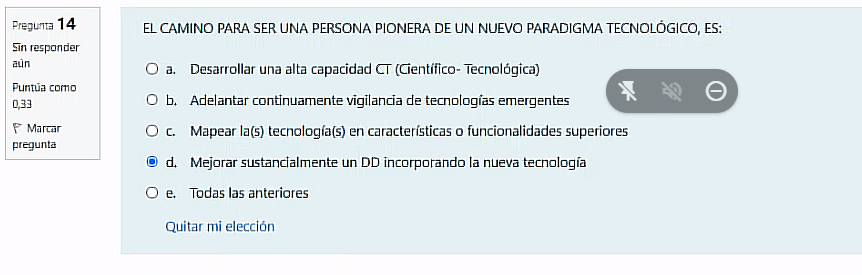 Pregunta 14
Sin responder
aún
Puntúa como
0,33
Marcar
pregunta
EL CAMINO PARA SER UNA PERSONA PIONERA DE UN NUEVO PARADIGMA TECNOLÓGICO, ES:
a. Desarrollar una alta capacidad CT (Científico- Tecnológica)
b. Adelantar continuamente vigilancia de tecnologías emergentes
c. Mapear la(s) tecnología(s) en características o funcionalidades superiores
d. Mejorar sustancialmente un DD incorporando la nueva tecnología
e. Todas las anteriores
Quitar mi elección